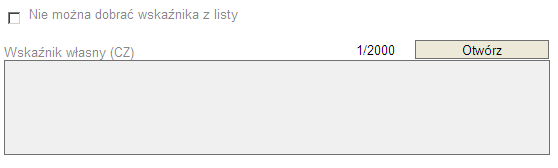 Nie można dobrać wskaźnika z listy
Wskaźnik własny (CZ) 1/2000 Otwórz